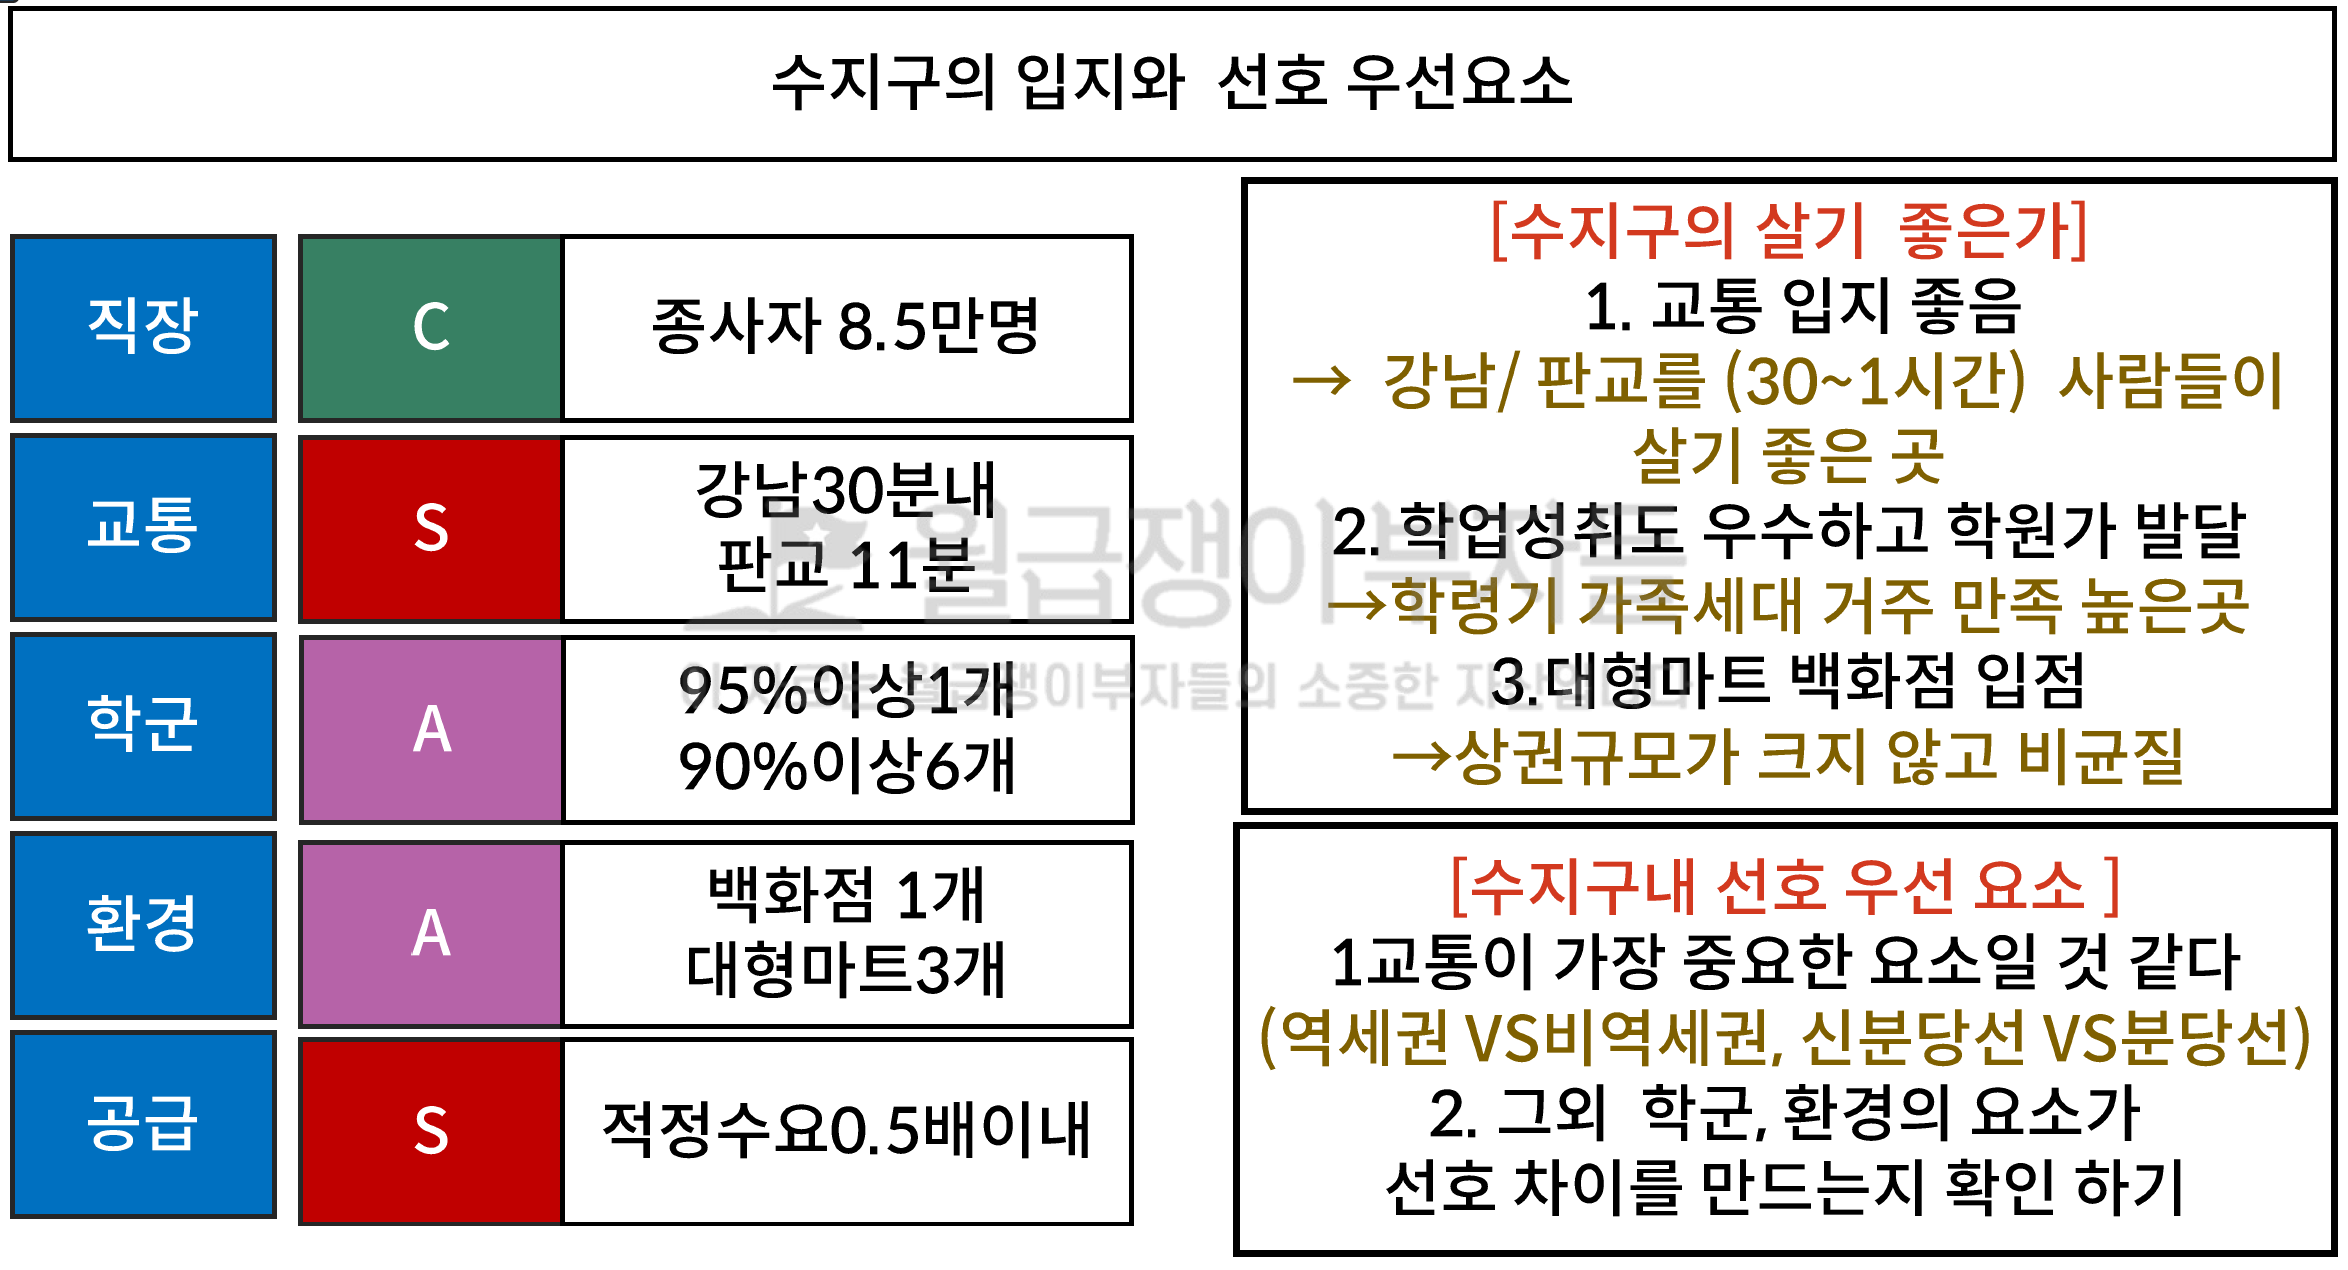 수지구의 입지와 선호 우선요소
직장
C
종사자 8.5만명
교통
S
강남30분내
판교 11분
학군
A
95%이상1개
90%이상6개
환경
A
백화점 1개
대형마트3개
공급
S
적정수요0.5배이내
[수지구의 살기 좋은가]
1. 교통 입지 좋음
→ 강남/ 판교를 (30~1시간) 사람들이
살기 좋은 곳
2. 학업성취도 우수하고 학원가 발달
→학령기 가족세대 거주 만족 높은곳
3.대형마트 백화점 입점
→상권규모가 크지 않고 비균질
[수지구내 선호 우선 요소 ]
1교통이 가장 중요한 요소일 것 같다
(역세권 VS비역세권, 신분당선 VS분당선)
2. 그외 학군, 환경의 요소가
선호 차이를 만드는지 확인 하기
월급쟁이부자들
이 자료는 월급쟁이부자들의 소중한 자산입니다